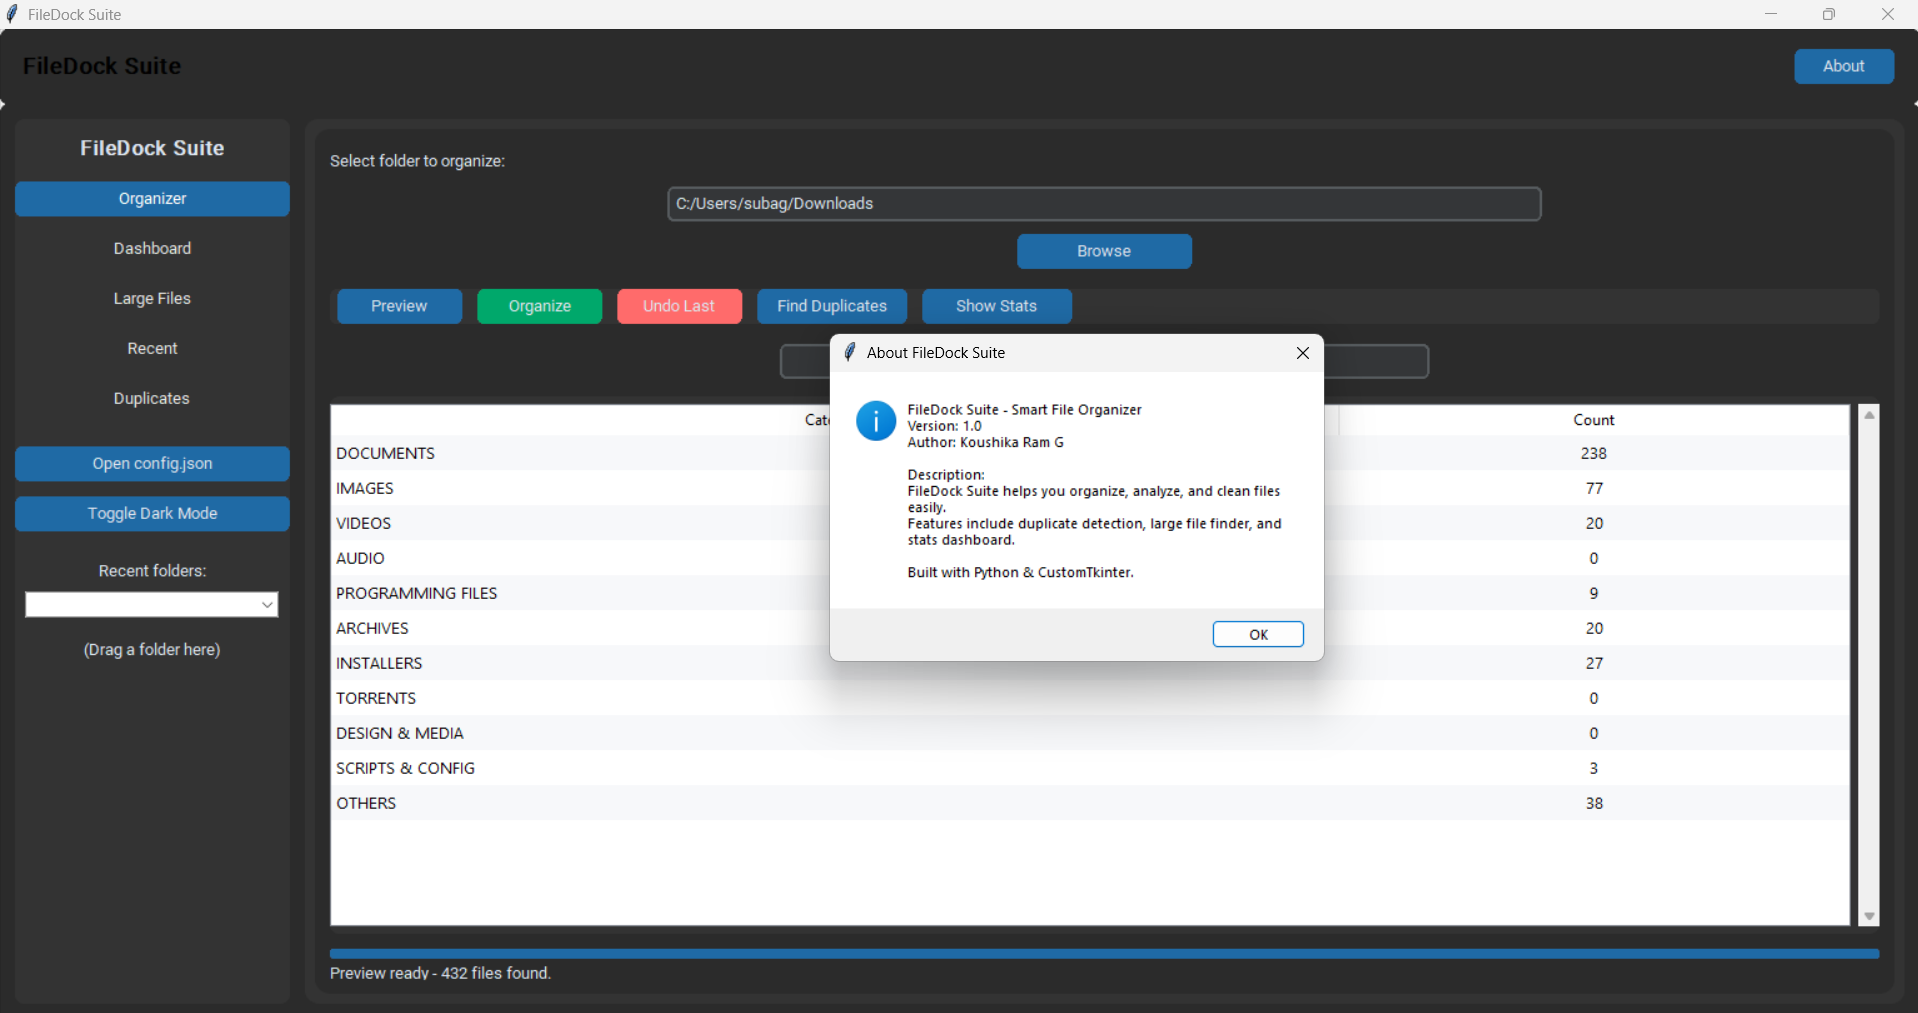 FileDock Suite
FileDock Suite
About
FileDock Suite
Organizer
Dashboard
Large Files
Recent
Duplicates
Open config.json
Toggle Dark Mode
Recent folders:
(Drag a folder here)
Select folder to organize:
C:/Users/subag/Downloads
Browse
Preview Organize Undo Last Find Duplicates Show Stats
Count
DOCUMENTS 238
IMAGES 77
VIDEOS 20
AUDIO 0
PROGRAMMING FILES 9
ARCHIVES 20
INSTALLERS 27
TORRENTS 0
DESIGN & MEDIA 0
SCRIPTS & CONFIG 3
OTHERS 38
Preview ready - 432 files found.
About FileDock Suite
FileDock Suite - Smart File Organizer
Version: 1.0
Author: Koushika Ram G
Description:
FileDock Suite helps you organize, analyze, and clean files
easily.
Features include duplicate detection, large file finder, and
stats dashboard.
Built with Python & CustomTkinter.
OK